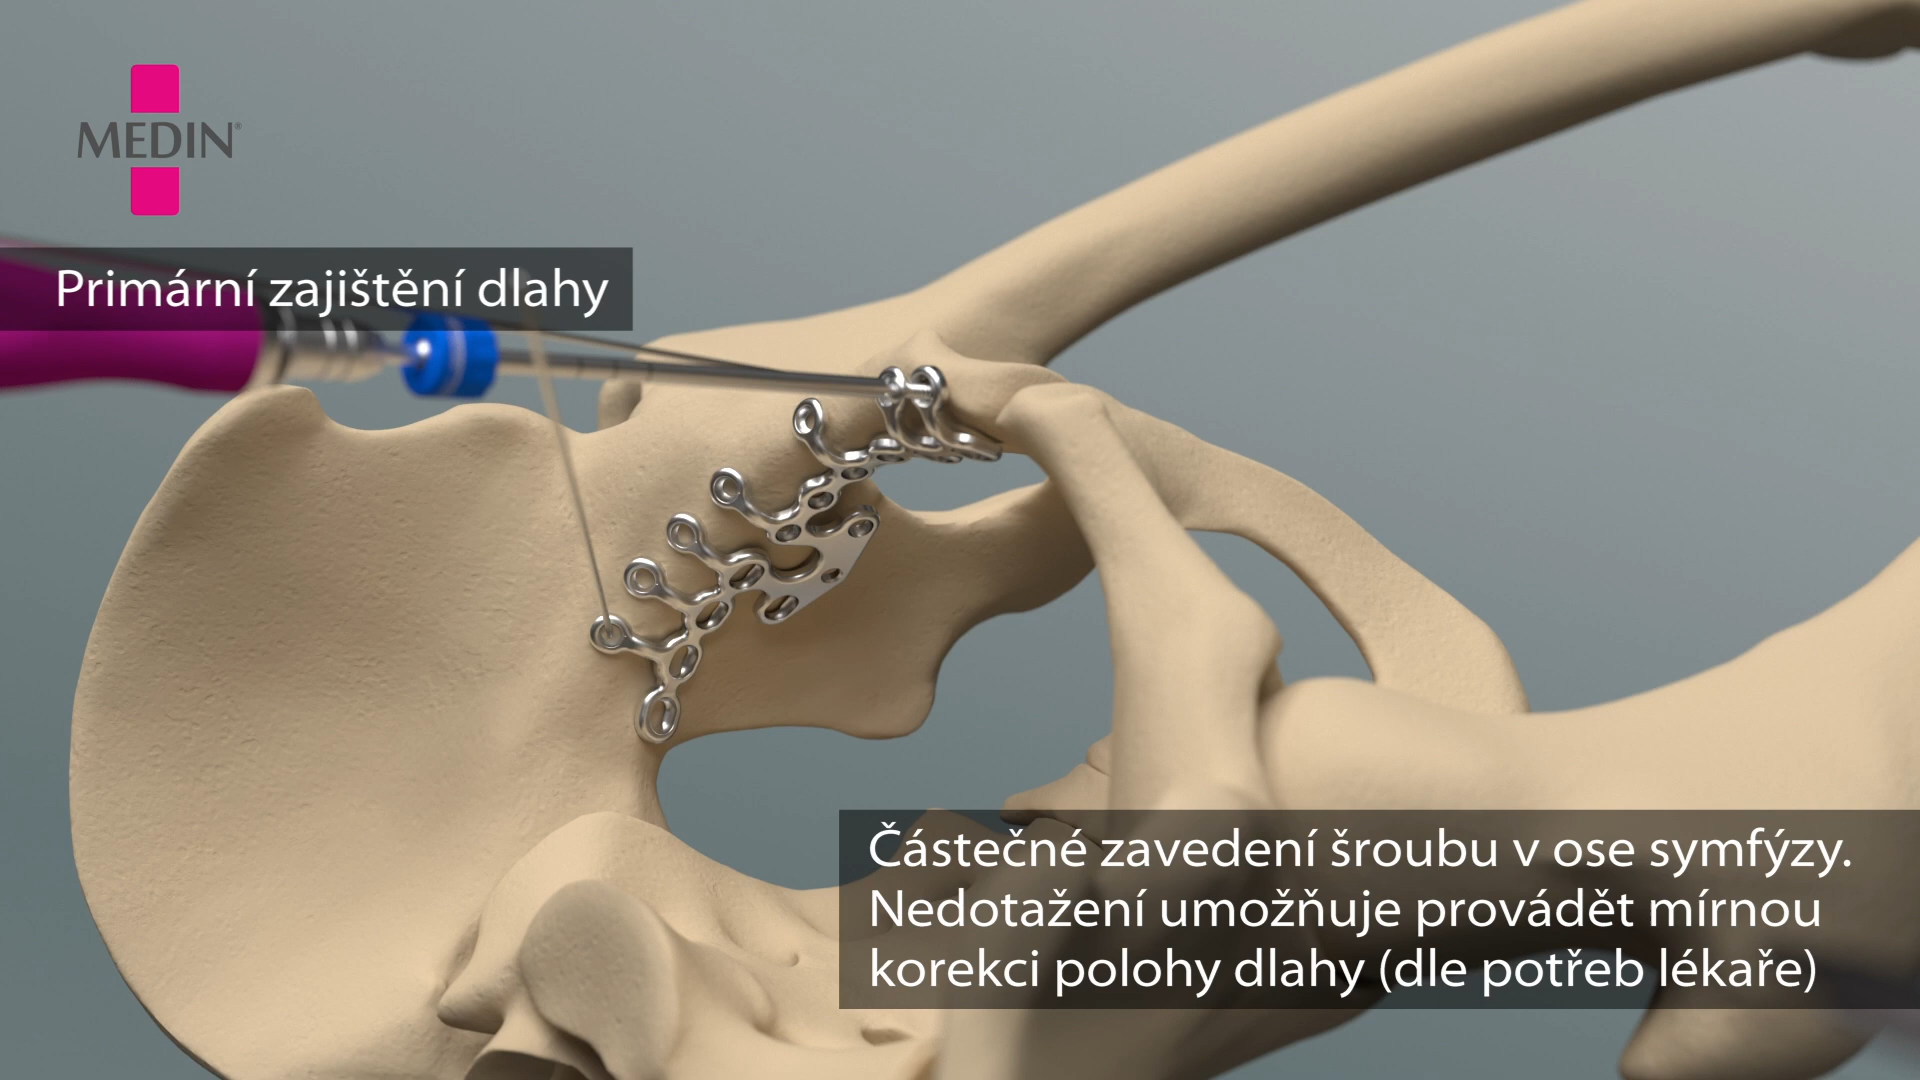 MEDIN®
Primární zajištění dlahy
Částečné zavedení šroubu v ose symfýzy.
Nedotažení umožňuje provádět mírnou
korekci polohy dlahy (dle potřeb lékaře)